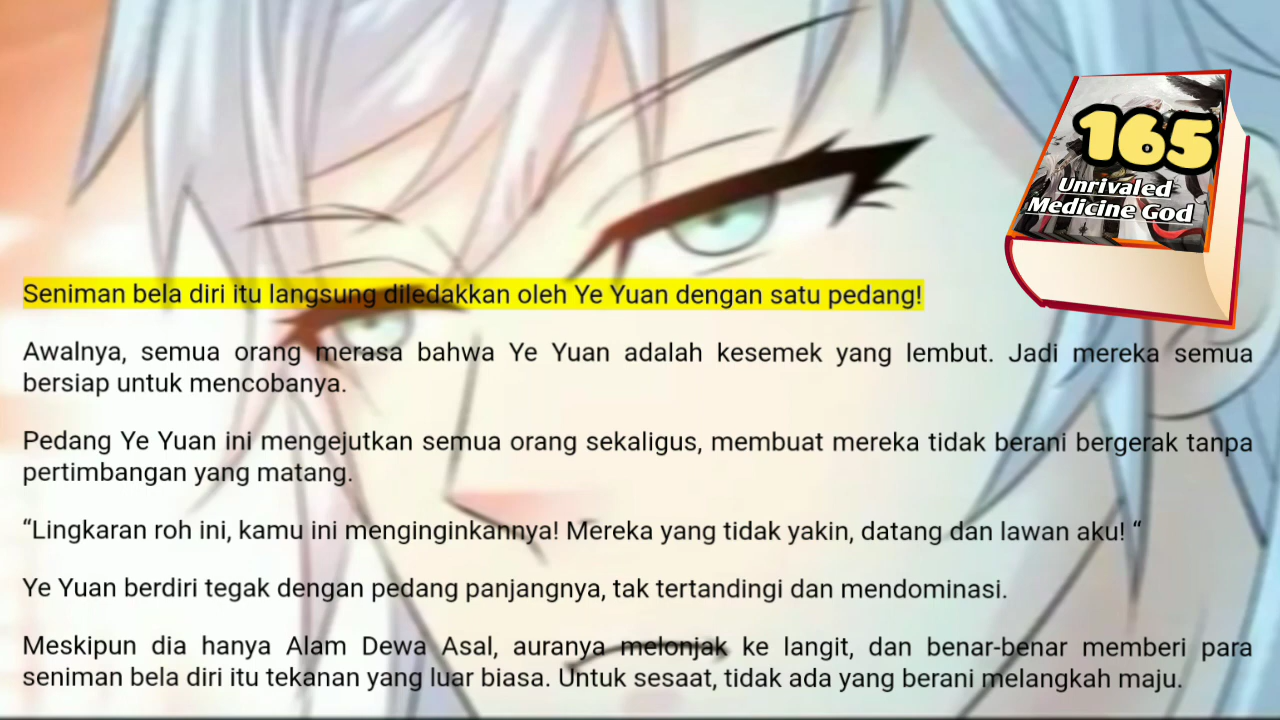 165
Unrivaled
Medicine God
Seniman bela diri itu langsung diledakkan oleh Ye Yuan dengan satu pedang!
Awalnya, semua orang merasa bahwa Ye Yuan adalah kesemek yang lembut. Jadi mereka semua
bersiap untuk mencobanya.
Pedang Ye Yuan ini mengejutkan semua orang sekaligus, membuat mereka tidak berani bergerak tanpa
pertimbangan yang matang.
“Lingkaran roh ini, kamu ini menginginkannya! Mereka yang tidak yakin, datang dan lawan aku! “
Ye Yuan berdiri tegak dengan pedang panjangnya, tak tertandingi dan mendominasi.
Meskipun dia hanya Alam Dewa Asal, auranya melonjak ke langit, dan benar-benar memberi para
seniman bela diri itu tekanan yang luar biasa. Untuk sesaat, tidak ada yang berani melangkah maju.